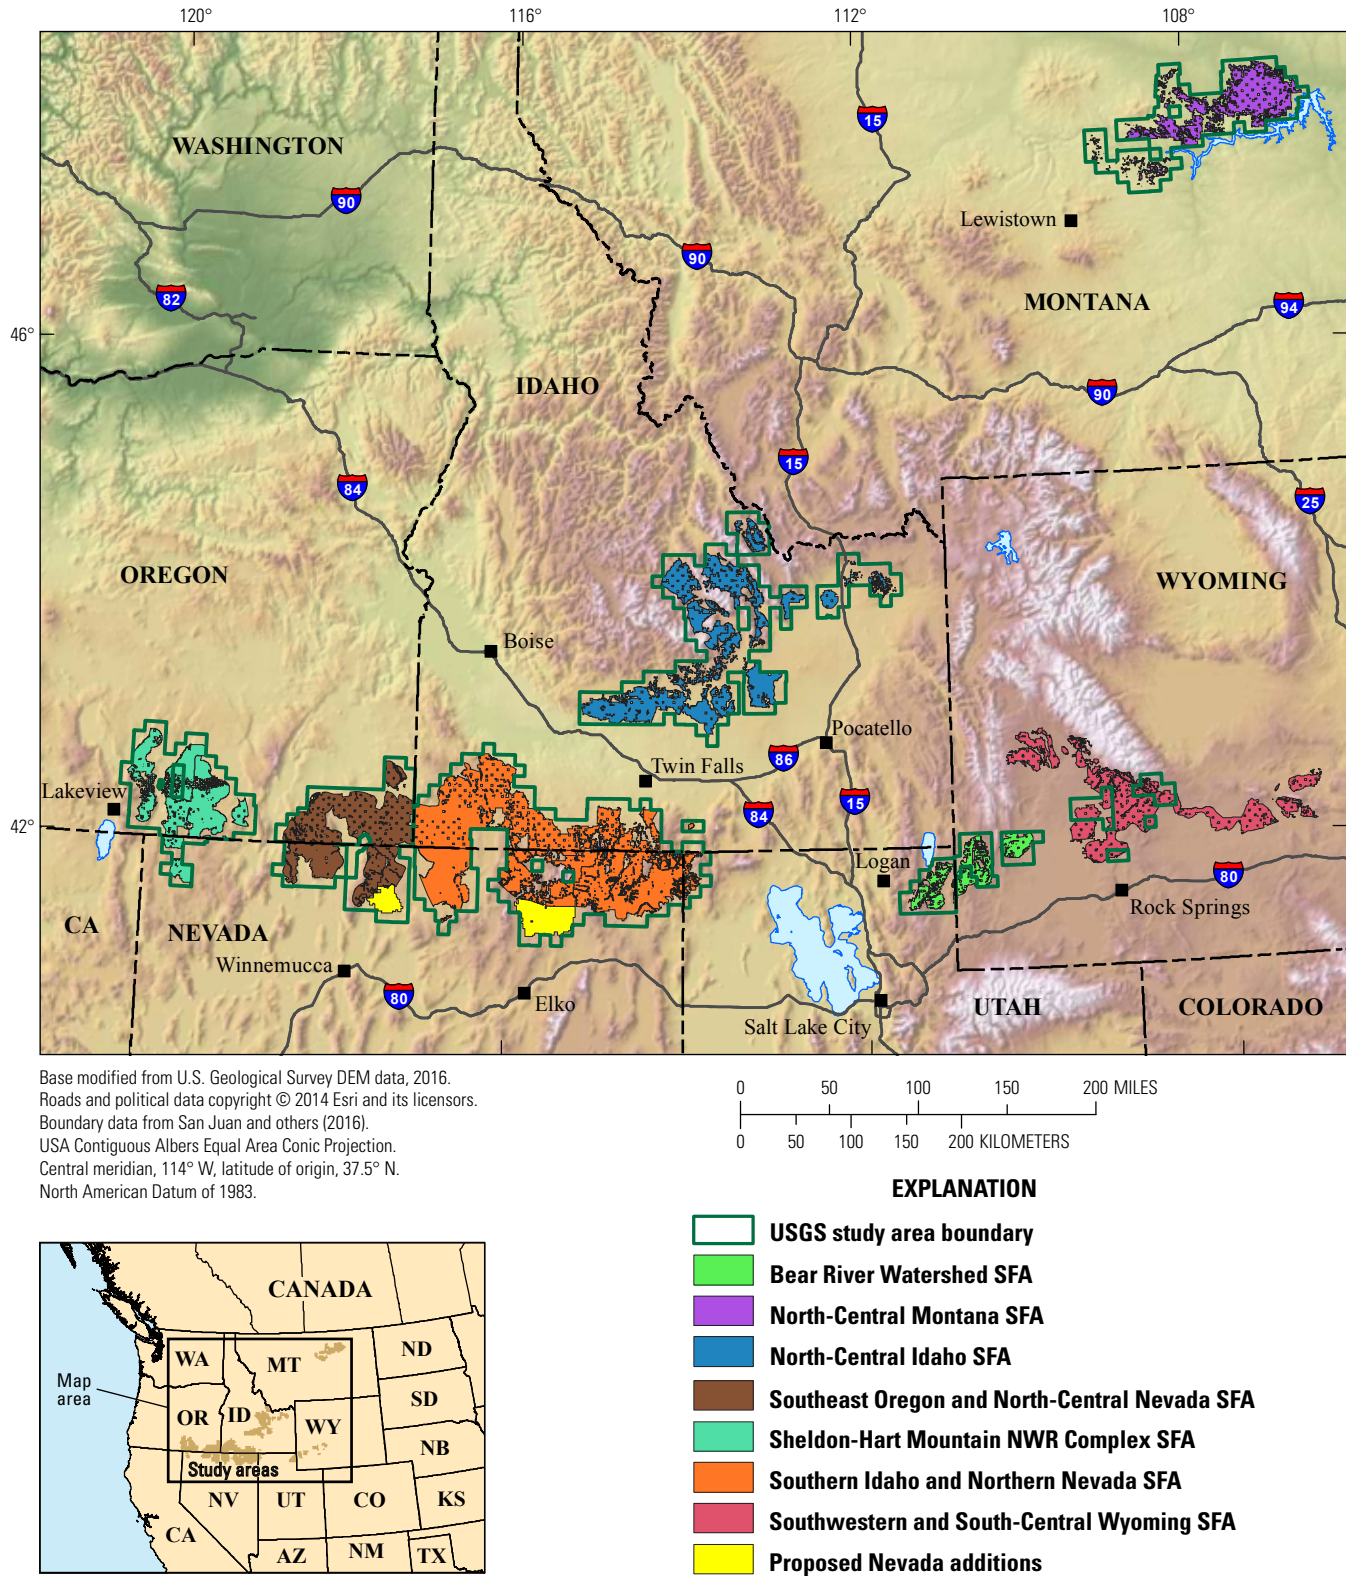 120°
116°
112°
108°
WASHINGTON
15
90
Lewistown
90
82
MONTANA
94
46°
IDAHO
90
15
84
25
OREGON
WYOMING
Boise
Pocatello
86
Twin Falls
Lakeview
84
15
42°
Logan
80
Rock Springs
CA
NEVADA
Winnemucca
80
Elko
UTAH
COLORADO
Salt Lake City
Base modified from U.S. Geological Survey DEM data, 2016.
Roads and political data copyright © 2014 Esri and its licensors.
Boundary data from San Juan and others (2016).
USA Contiguous Albers Equal Area Conic Projection.
Central meridian, 114° W, latitude of origin, 37.5° N.
North American Datum of 1983.
0 50 100 150 200 MILES
0 50 100 150 200 KILOMETERS
EXPLANATION
USGS study area boundary
Bear River Watershed SFA
North-Central Montana SFA
North-Central Idaho SFA
Southeast Oregon and North-Central Nevada SFA
Sheldon-Hart Mountain NWR Complex SFA
Southern Idaho and Northern Nevada SFA
Southwestern and South-Central Wyoming SFA
Proposed Nevada additions
CANADA
WA
MT
ND
Map
area
SD
OR
ID
WY
NB
Study areas
NV
UT
CO
KS
CA
AZ
NM
TX